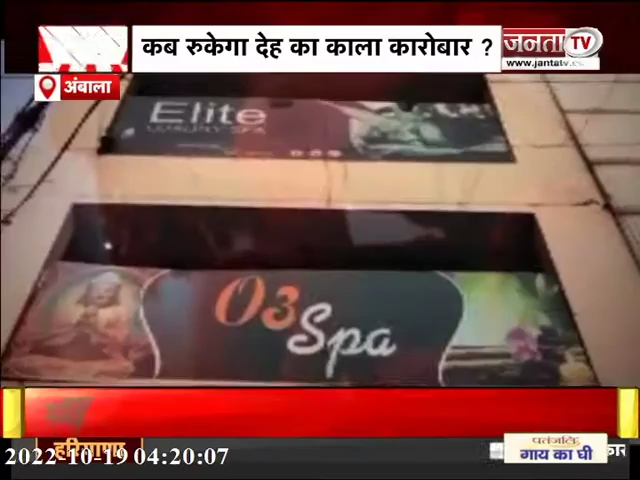 कब रुकेगा देह का काला कारोबार ?
जनता TV
www.jantatv.
अंबाला
Elite
LUXURY SPA
O3
Spa
हरियाणा
2022-10-19 04:20:07
पतंजलि
गाय का घी